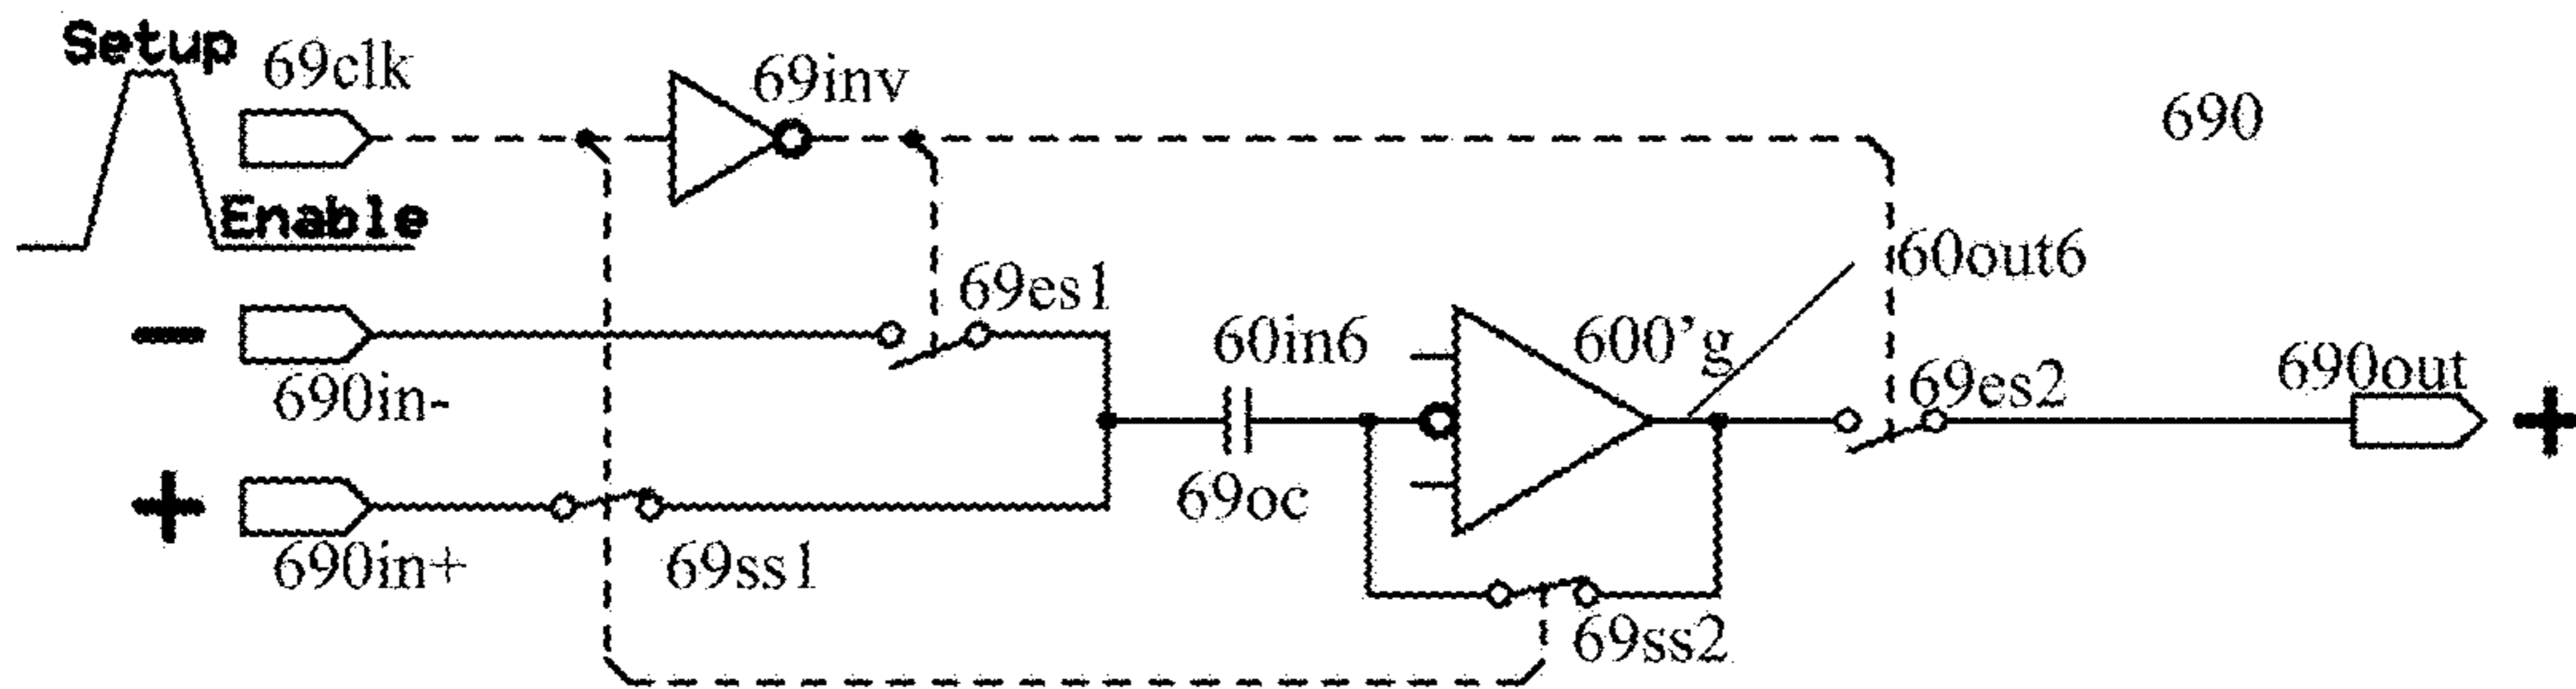 Setup
69clk
69inv
690
Enable
60out6
69es1
−
60in6
600’g
690in-
69es2
690out
+
69oc
+
690in+
69ss1
69ss2